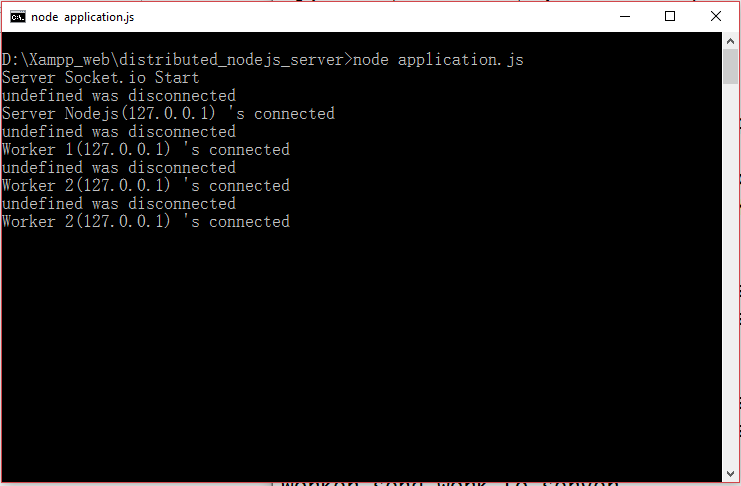 node application.js
D:\Xampp_web\distributed_nodejs_server>node application.js
Server Socket.io Start
undefined was disconnected
Server Nodejs(127.0.0.1) 's connected
undefined was disconnected
Worker 1(127.0.0.1) 's connected
undefined was disconnected
Worker 2(127.0.0.1) 's connected
undefined was disconnected
Worker 2(127.0.0.1) 's connected